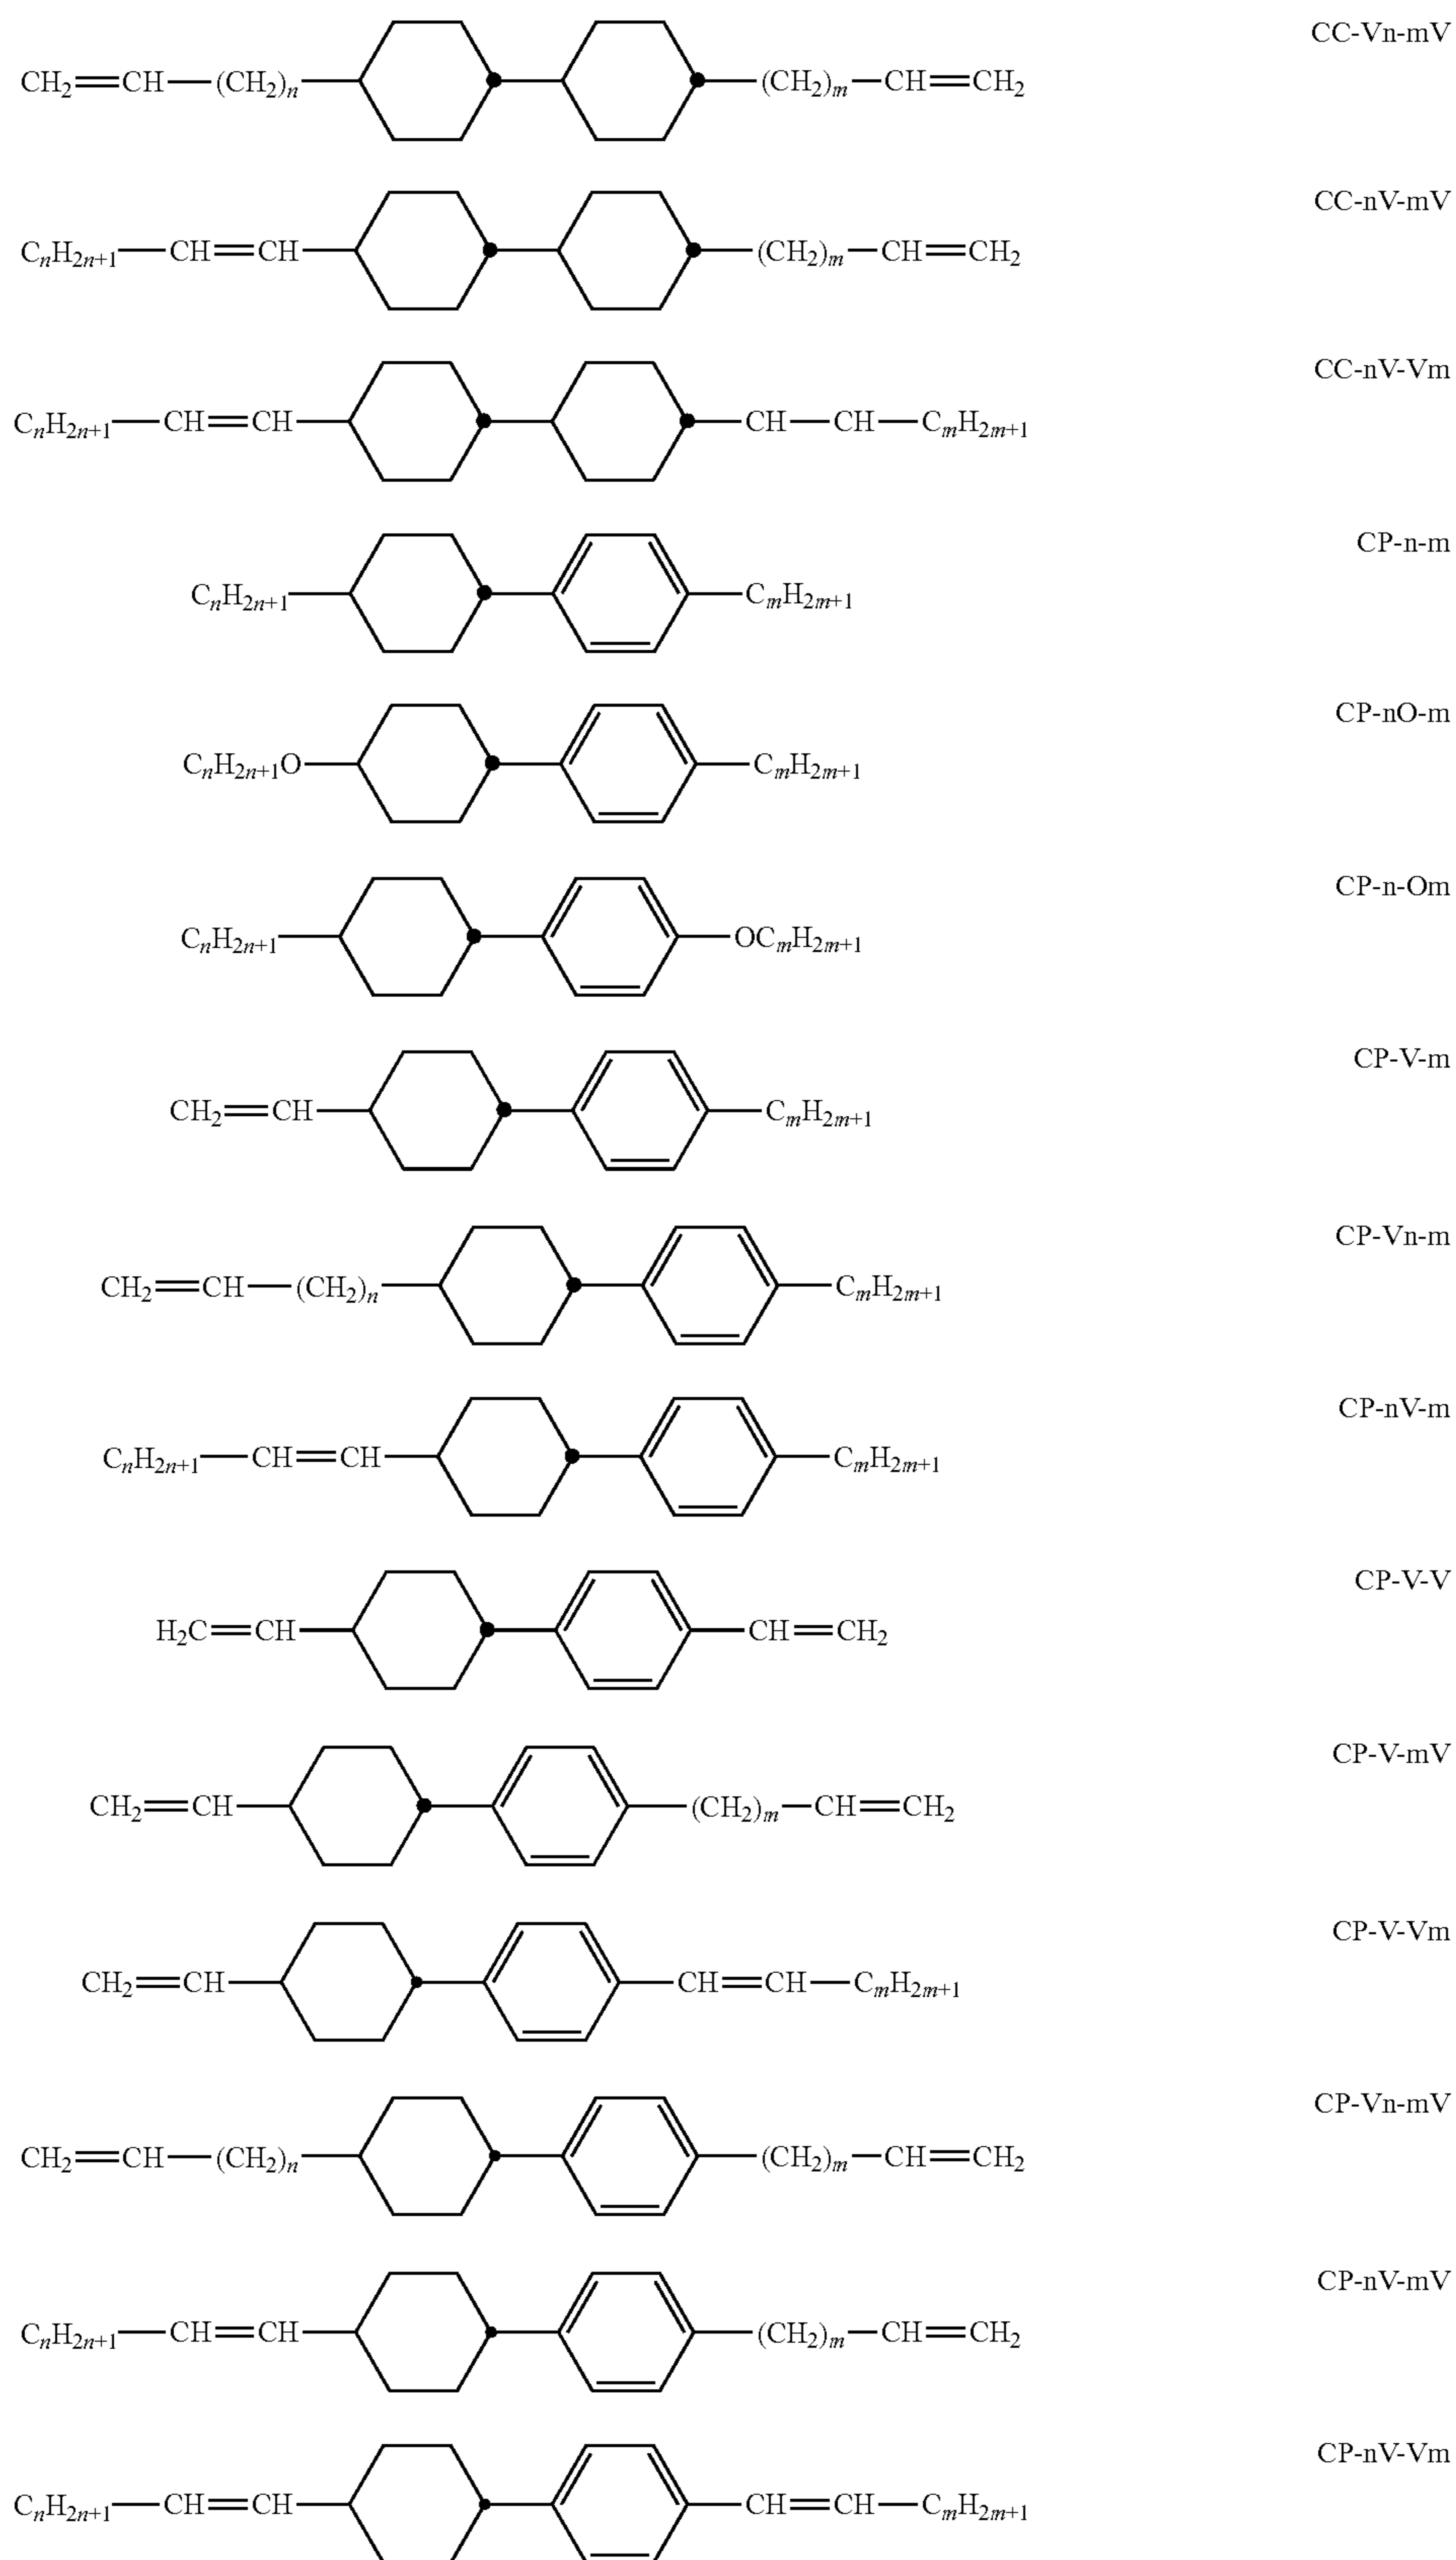 CC-Vn-mV
CH2=CH—(CH2)n (CH2)m—CH=CH2
CC-nV-mV
CnH2n+1—CH=CH (CH2)m—CH=CH2
CC-nV-Vm
CnH2n+1—CH=CH CH—CH—CmH2m+1
CP-n-m
CnH2n+1 CmH2m+1
CP-nO-m
CnH2n+1O CmH2m+1
CP-n-Om
CnH2n+1 OCmH2m+1
CP-V-m
CH2=CH CmH2m+1
CP-Vn-m
CH2=CH—(CH2)n CmH2m+1
CP-nV-m
CnH2n+1—CH=CH CmH2m+1
CP-V-V
H2C=CH CH=CH2
CP-V-mV
CH2=CH (CH2)m—CH=CH2
CP-V-Vm
CH2=CH CH=CH—CmH2m+1
CP-Vn-mV
CH2=CH—(CH2)n (CH2)m—CH=CH2
CP-nV-mV
CnH2n+1—CH=CH (CH2)m—CH=CH2
CP-nV-Vm
CnH2n+1—CH=CH CH=CH—CmH2m+1